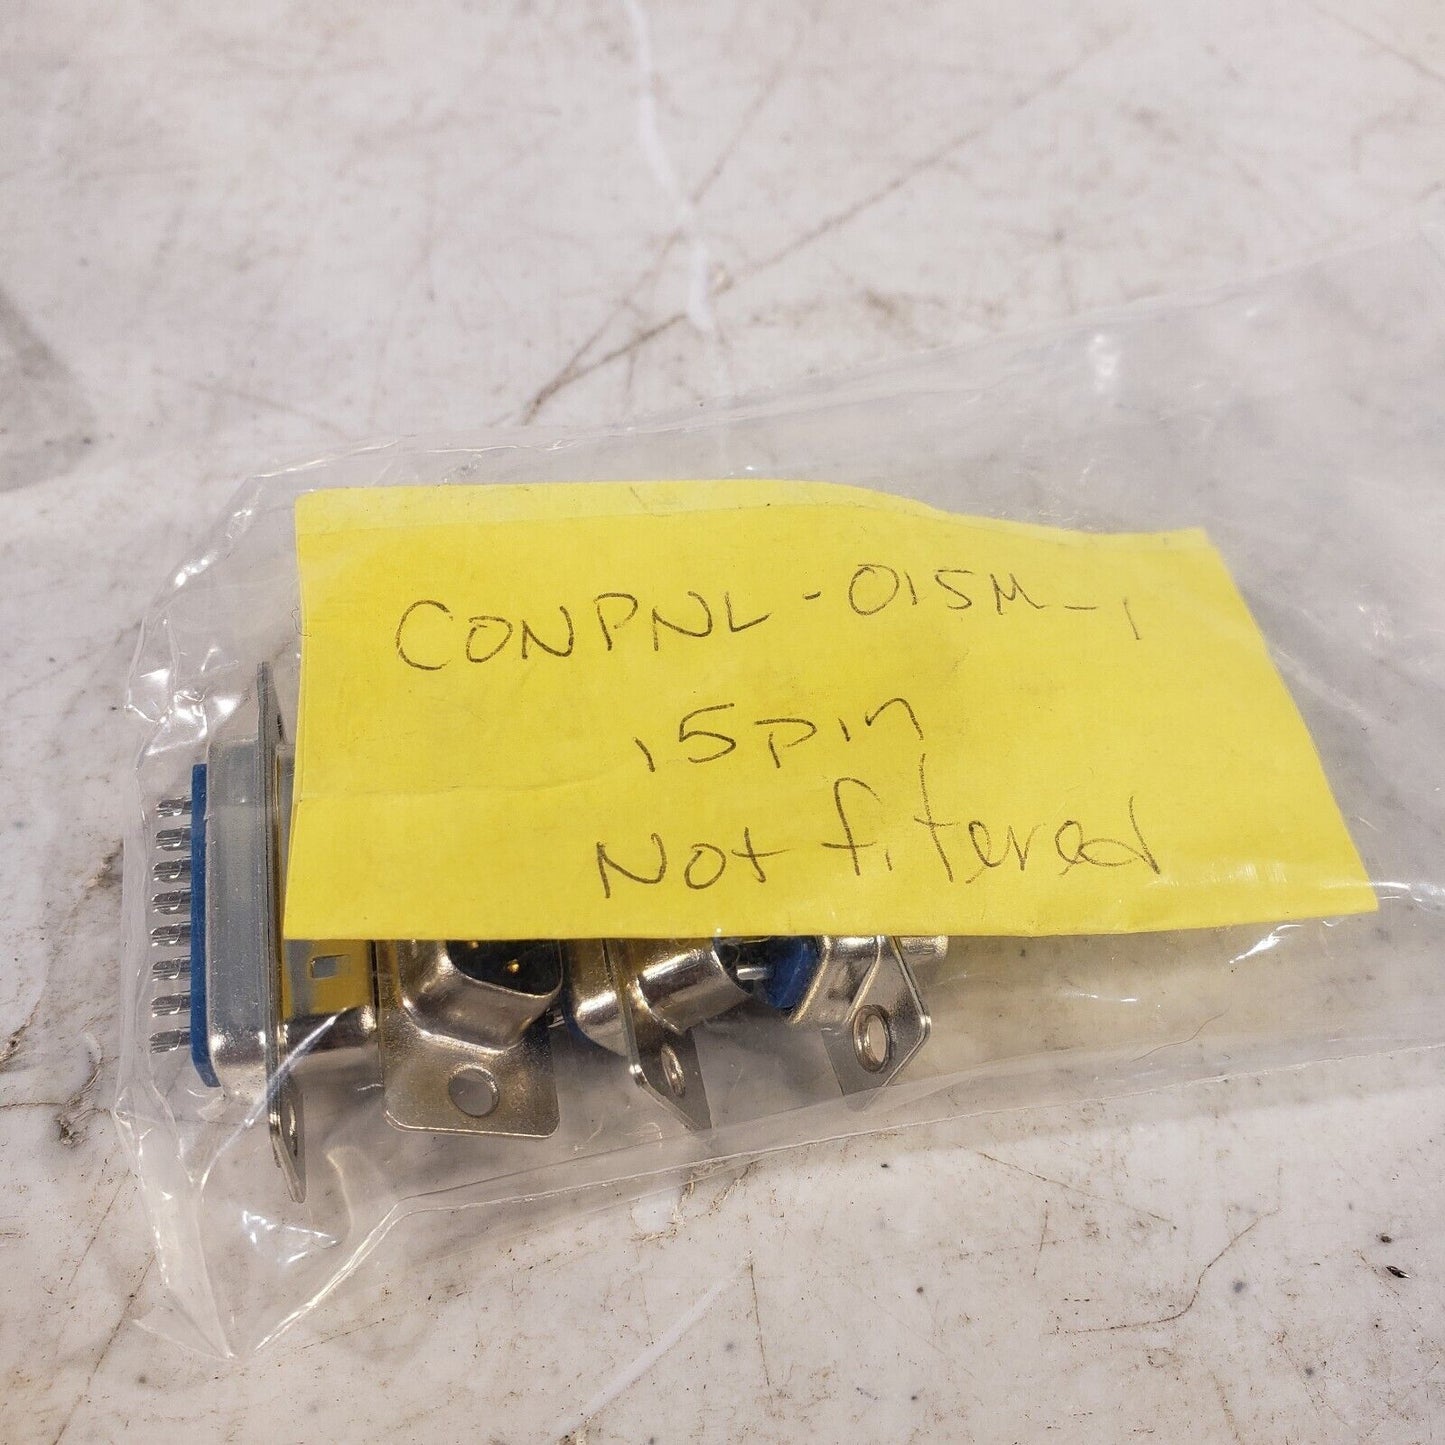 CONPNL-015M-1
15pin
Not filtered